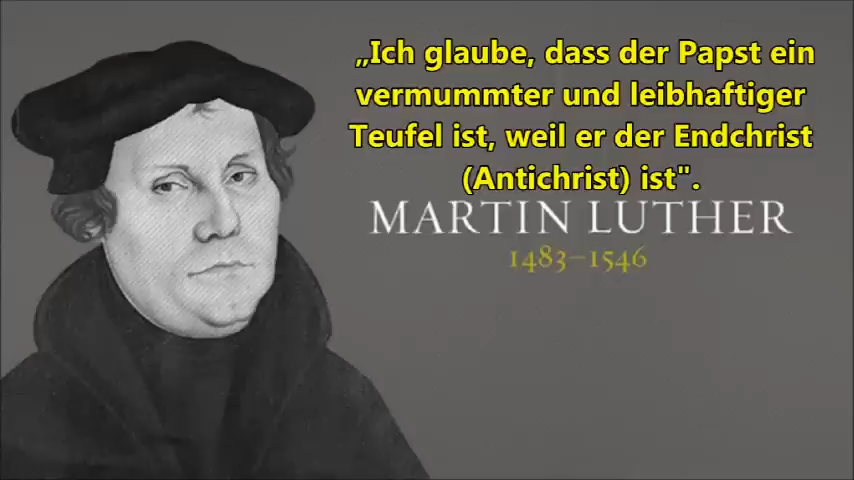 „Ich glaube, dass der Papst ein
vermummter und leibhaftiger
Teufel ist, weil er der Endchrist
(Antichrist) ist".
MARTIN LUTHER
1483–1546